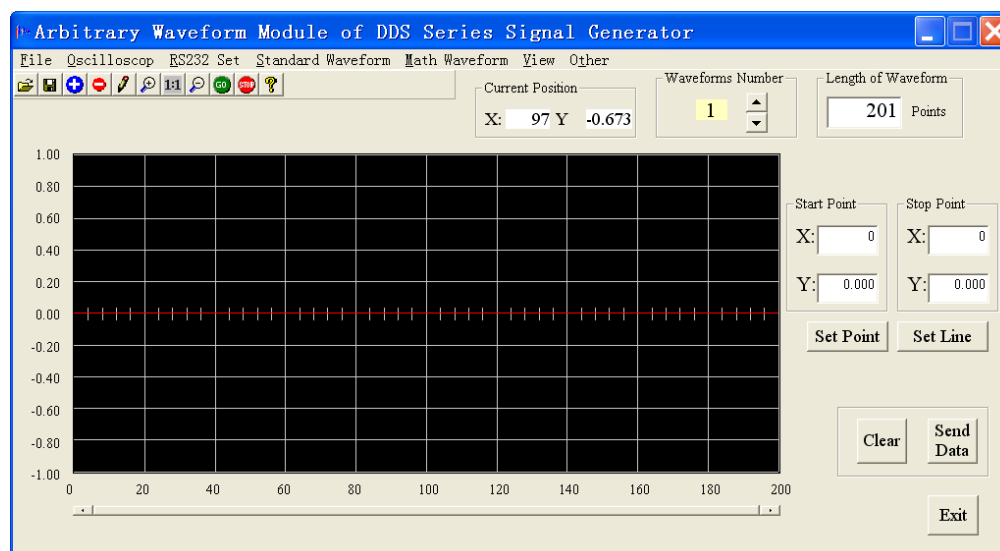 Arbitrary Waveform Module of DDS Series Signal Generator
File Oscilloscop RS232 Set Standard Waveform Math Waveform View Other
1:1 GO STOP ?
Current Position
X: 97 Y -0.673
Waveforms Number
1
Length of Waveform
201 Points
1.00
0.80
0.60
0.40
0.20
0.00
-0.20
-0.40
-0.60
-0.80
-1.00
0 20 40 60 80 100 120 140 160 180 200
Start Point
X: 0
Y: 0.000
Stop Point
X: 0
Y: 0.000
Set Point
Set Line
Clear
Send
Data
Exit